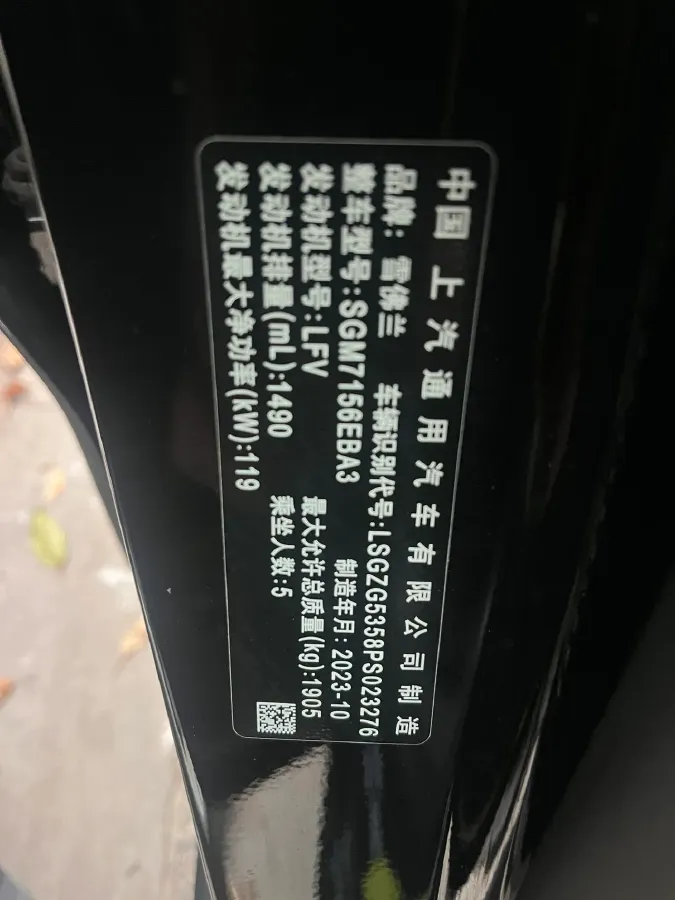 中国 上汽通用汽车有限公司制造
品牌：雪佛兰 车辆识别代号:LSGZG5358PS023276
整车型号:SGM7156EBA3 制造年月: 2023-10
发动机型号:LFV 最大允许总质量(kg):1905
发动机排量(mL):1490 乘坐人数:5
发动机最大净功率(kW):119